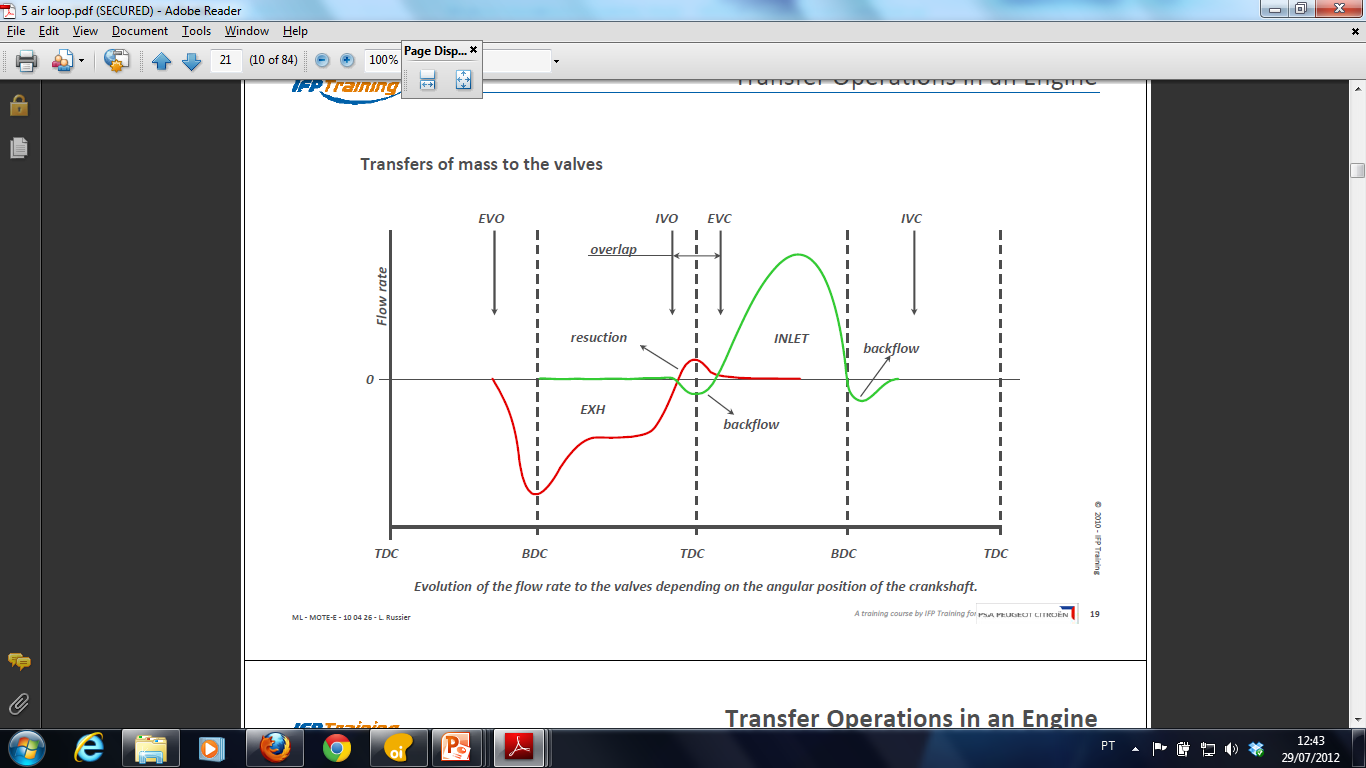 5 air loop.pdf (SECURED) - Adobe Reader
File Edit View Document Tools Window Help
21 (10 of 84) 100%
Page Disp...
IFPTraining
Transfer Operations in an Engine
Transfers of mass to the valves
EVO IVO EVC IVC
overlap
Flow rate
resuction
INLET
backflow
0
EXH
backflow
TDC BDC TDC BDC TDC
Evolution of the flow rate to the valves depending on the angular position of the crankshaft.
© 2010 - IFP Training
ML - MOTE-E - 10 04 26 - L. Russier
A training course by IFP Training for PSA PEUGEOT CITROËN 19
IFPTraining
Transfer Operations in an Engine
oi
PT
12:43
29/07/2012